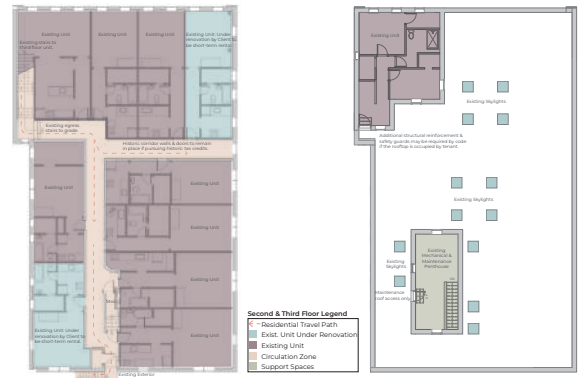 Existing Unit
Existing Unit
Existing Unit
Existing Unit. Under
renovation by Client to
be short-term rental.
Existing stairs to
third floor unit.
Existing egress
stairs to grade.
Historic corridor walls & doors to remain
in place if pursuing historic tax credits.
Existing Unit
Existing Unit
Existing Unit
Existing Unit
Existing Unit. Under
renovation by Client to
be short-term rental.
Existing Unit
Existing Exterior
Second & Third Floor Legend
Residential Travel Path
Exist. Unit Under Renovation
Existing Unit
Circulation Zone
Support Spaces
Existing Unit
Existing Skylights
Additional structural reinforcement &
safety guards may be required by code
if the rooftop is occupied by tenant.
Existing Skylights
Existing
Skylights
Existing
Mechanical &
Maintenance
Penthouse
Maintenance
roof access only